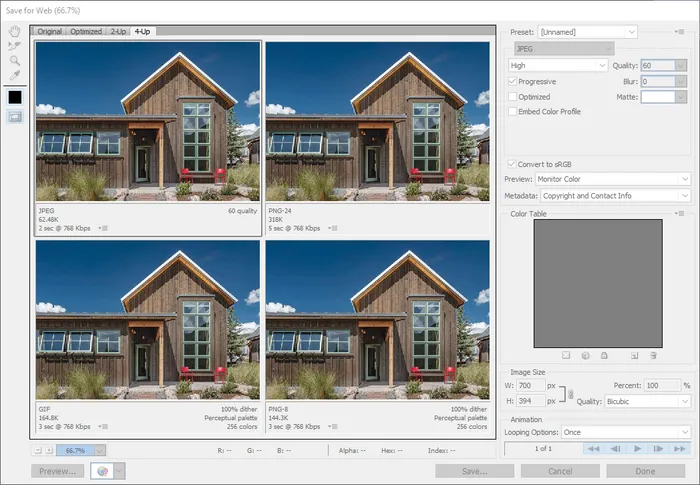 Save for Web (66.7%)
Original Optimized 2-Up 4-Up
JPEG 60 quality
62.48K
2 sec @ 768 Kbps
PNG-24
318K
5 sec @ 768 Kbps
GIF 100% dither
164.8K Perceptual palette
3 sec @ 768 Kbps 256 colors
PNG-8 100% dither
144.3K Perceptual palette
3 sec @ 768 Kbps 256 colors
66.7% R: -- G: -- B: -- Alpha: -- Hex: -- Index: --
Preset: [Unnamed]
JPEG
High Quality: 60
Progressive Blur: 0
Optimized Matte:
Embed Color Profile
Convert to sRGB
Preview: Monitor Color
Metadata: Copyright and Contact Info
Color Table
Image Size
W: 700 px Percent: 100 %
H: 394 px Quality: Bicubic
Animation
Looping Options: Once
1 of 1
Preview... Save... Cancel Done